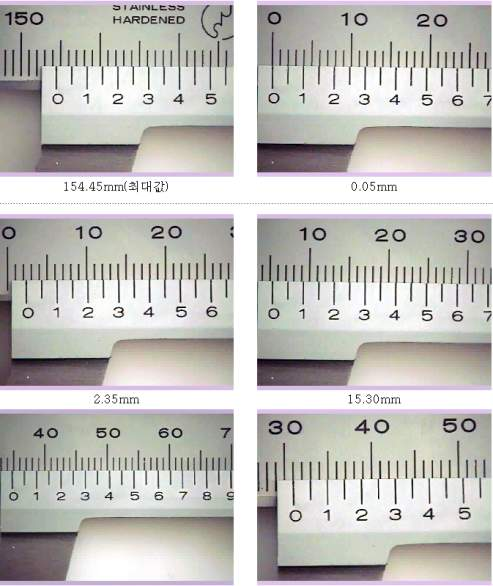 150
STAINLESS
HARDENED
0 1 2 3 4 5
154.45mm(최대값)
0 10 20
0 1 2 3 4 5 6 7
0.05mm
0 10 20
0 1 2 3 4 5 6
2.35mm
10 20 30
0 1 2 3 4 5 6 7
15.30mm
40 50 60 7
0 1 2 3 4 5 6 7 8 9
30 40 50
0 1 2 3 4 5